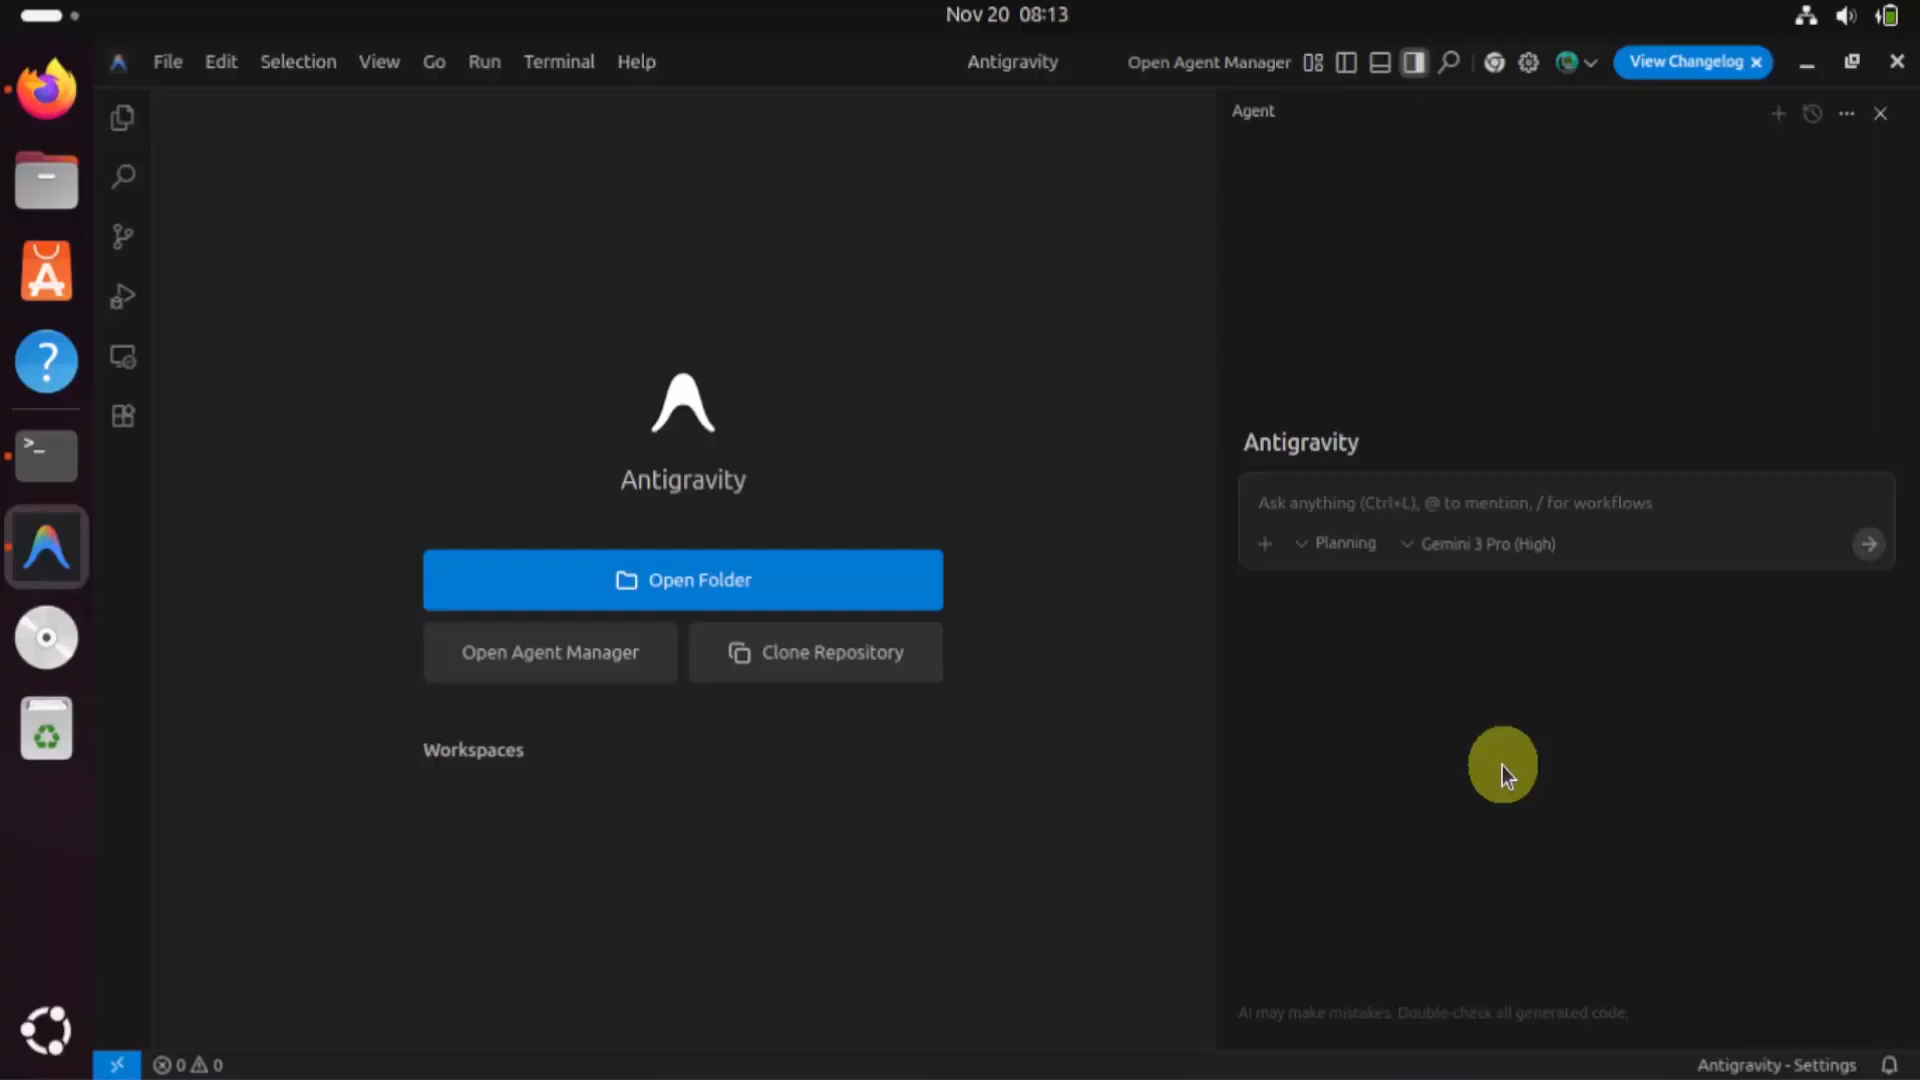 Nov 20 08:13
File Edit Selection View Go Run Terminal Help
Antigravity
Open Agent Manager
View Changelog
Agent
Antigravity
Open Folder
Open Agent Manager
Clone Repository
Workspaces
Antigravity
Ask anything (Ctrl+L), @ to mention, / for workflows
Planning
Gemini 3 Pro (High)
AI may make mistakes. Double-check all generated code.
0 0
Antigravity - Settings